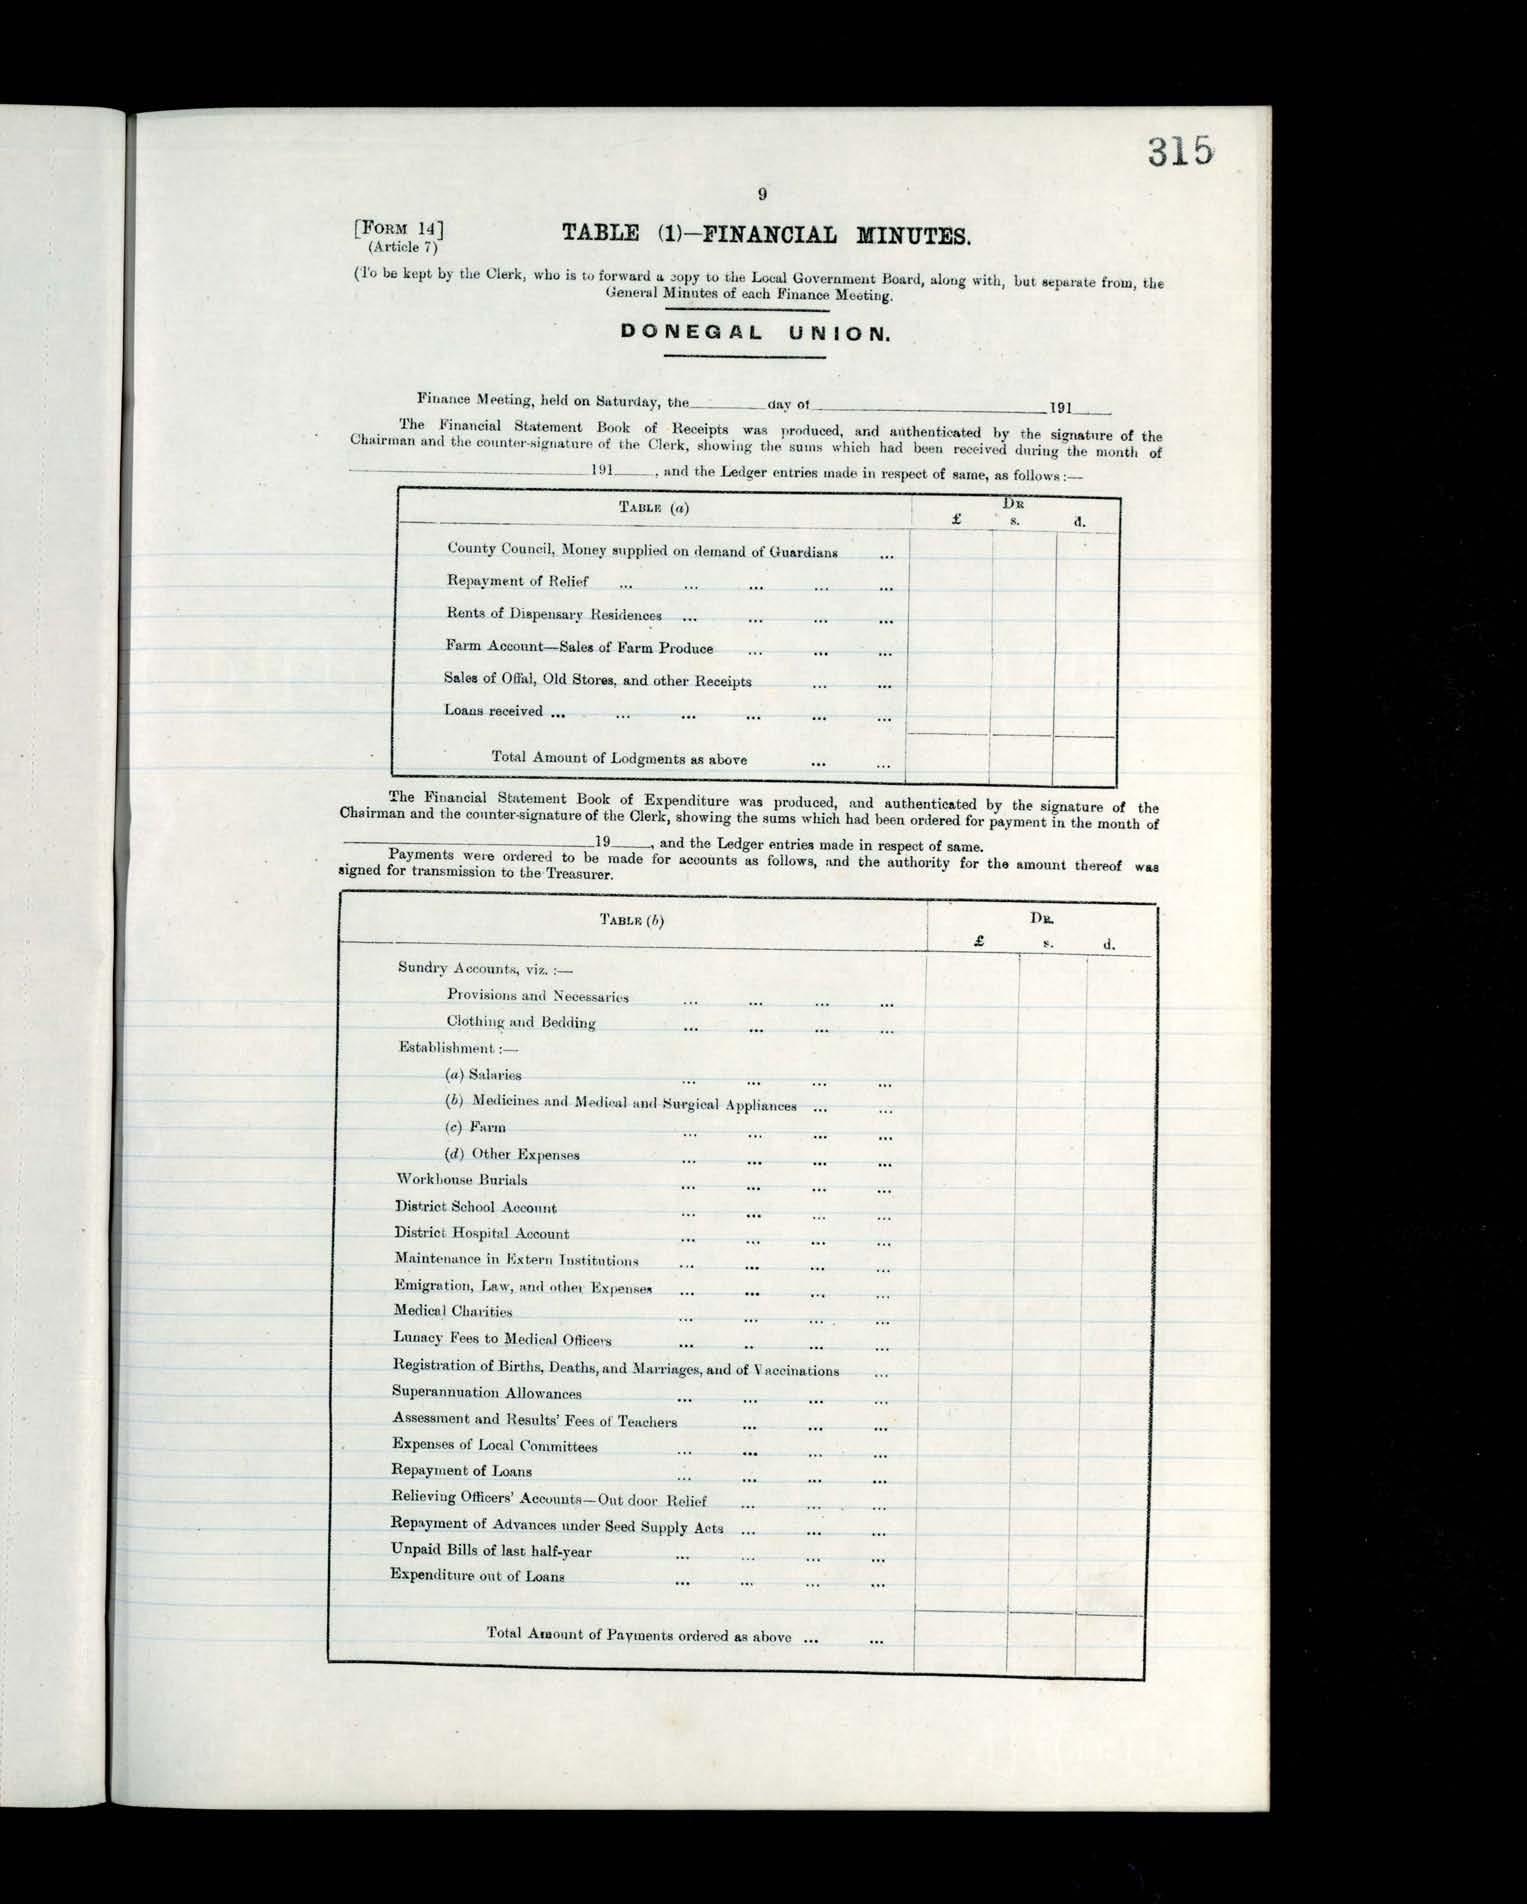 315
9
[FORM 14]
(Article 7)
TABLE (1)—FINANCIAL MINUTES.
(To be kept by the Clerk, who is to forward a copy to the Local Government Board, along with, but separate from, the
General Minutes of each Finance Meeting.
DONEGAL UNION.
Finance Meeting, held on Saturday, the________day of________________________191____
The Financial Statement Book of Receipts was produced, and authenticated by the signature of the
Chairman and the counter-signature of the Clerk, showing the sums which had been received during the month of
________________________191____, and the Ledger entries made in respect of same, as follows:—
TABLE (a) DR
£ s. d.
County Council, Money supplied on demand of Guardians ...
Repayment of Relief ... ... ... ... ...
Rents of Dispensary Residences ... ... ... ...
Farm Account—Sales of Farm Produce ... ... ...
Sales of Offal, Old Stores, and other Receipts ... ...
Loans received ... ... ... ... ... ...
Total Amount of Lodgments as above ... ...
The Financial Statement Book of Expenditure was produced, and authenticated by the signature of the
Chairman and the counter-signature of the Clerk, showing the sums which had been ordered for payment in the month of
________________________19____, and the Ledger entries made in respect of same.
Payments were ordered to be made for accounts as follows, and the authority for the amount thereof was
signed for transmission to the Treasurer.
TABLE (b) DR.
£ s. d.
Sundry Accounts, viz. :—
Provisions and Necessaries ... ... ... ...
Clothing and Bedding ... ... ... ...
Establishment :—
(a) Salaries ... ... ... ...
(b) Medicines and Medical and Surgical Appliances ... ...
(c) Farm ... ... ... ...
(d) Other Expenses ... ... ... ...
Workhouse Burials ... ... ... ...
District School Account ... ... ... ...
District Hospital Account ... ... ... ...
Maintenance in Extern Institutions ... ... ... ...
Emigration, Law, and other Expenses ... ... ... ...
Medical Charities ... ... ... ...
Lunacy Fees to Medical Officers ... .. ... ...
Registration of Births, Deaths, and Marriages, and of Vaccinations ...
Superannuation Allowances ... ... ... ...
Assessment and Results' Fees of Teachers ... ... ...
Expenses of Local Committees ... ... ... ...
Repayment of Loans ... ... ... ...
Relieving Officers' Accounts—Out door Relief ... ... ...
Repayment of Advances under Seed Supply Acts ... ... ...
Unpaid Bills of last half-year ... ... ... ...
Expenditure out of Loans ... ... ... ...
Total Amount of Payments ordered as above ... ...